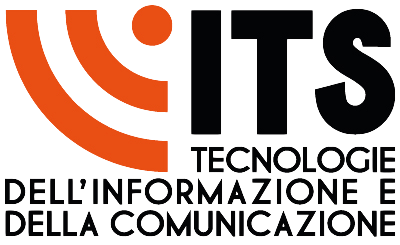 ITS
TECNOLOGIE
DELL'INFORMAZIONE E
DELLA COMUNICAZIONE